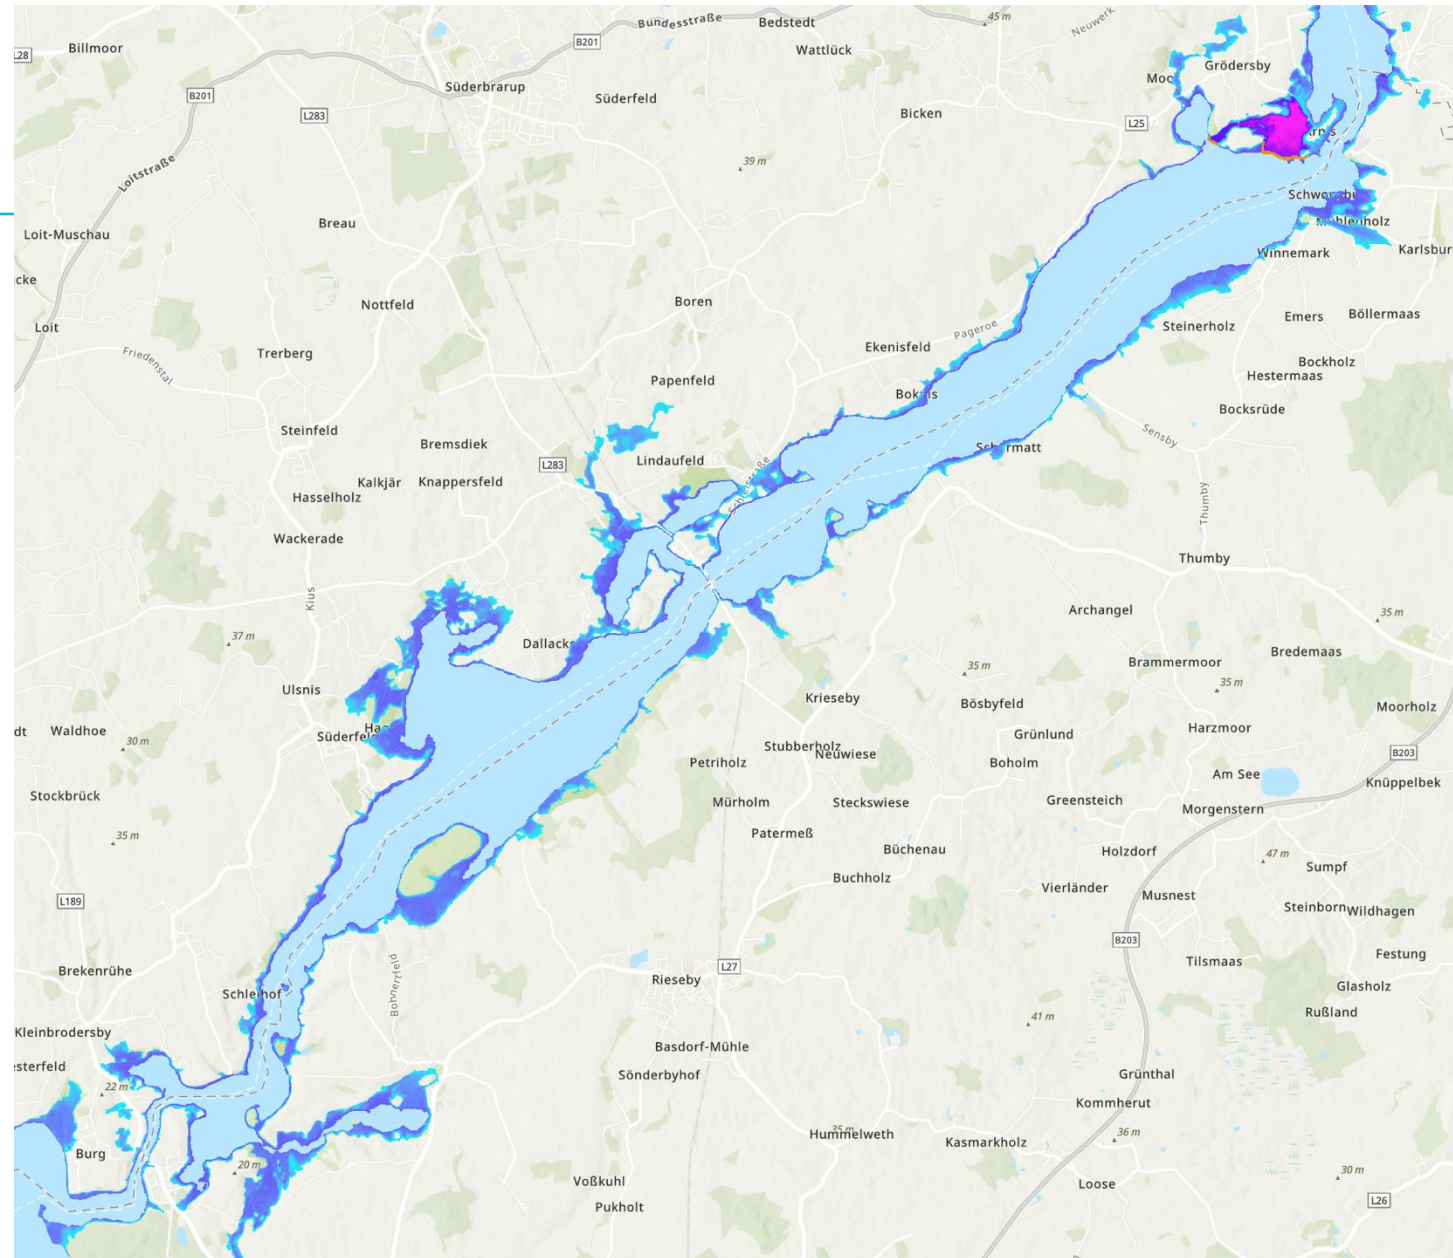 Bundesstraße
Bedstedt
45 m
Neuwerk
Billmoor
L28
B201
Wattlück
Grödersby
Süderbrarup
B201
Süderfeld
L283
Bicken
L25
39 m
Loitstraße
Breau
Loit-Muschau
Winnemark
Nottfeld
Boren
Emers
Böllermaas
Loit
Steinerholz
Pageroe
Friedenstal
Trerberg
Ekenisfeld
Bockholz
Hestermaas
Papenfeld
Bocksrüde
Steinfeld
Bremsdiek
Sensby
L283
Lindaufeld
Kalkjär
Knappersfeld
Hasselholz
Thumby
Wackerade
Thumby
Kius
Archangel
35 m
37 m
Dallacks
Bredemaas
Brammermoor
35 m
35 m
Ulsnis
Krieseby
Bösbyfeld
Moorholz
Waldhoe
Harzmoor
30 m
Grünlund
Stubberholz
Neuwiese
B203
Petriholz
Boholm
Am See
Knüppelbek
Stockbrück
Mürholm
Steckswiese
Greensteich
Morgenstern
35 m
Patermeß
Büchenau
Holzdorf
47 m
Sumpf
Buchholz
Vierländer
Musnest
L189
Steinborn
Wildhagen
B203
Festung
Tilsmaas
Brekenrühe
L27
Rieseby
Bohnertfeld
Glasholz
Rußland
41 m
Kleinbrodersby
Basdorf-Mühle
Sönderbyhof
Grünthal
22 m
Kommherut
35 m
Hummelweth
36 m
Kasmarkholz
Burg
20 m
30 m
Voßkuhl
Loose
Pukholt
L26